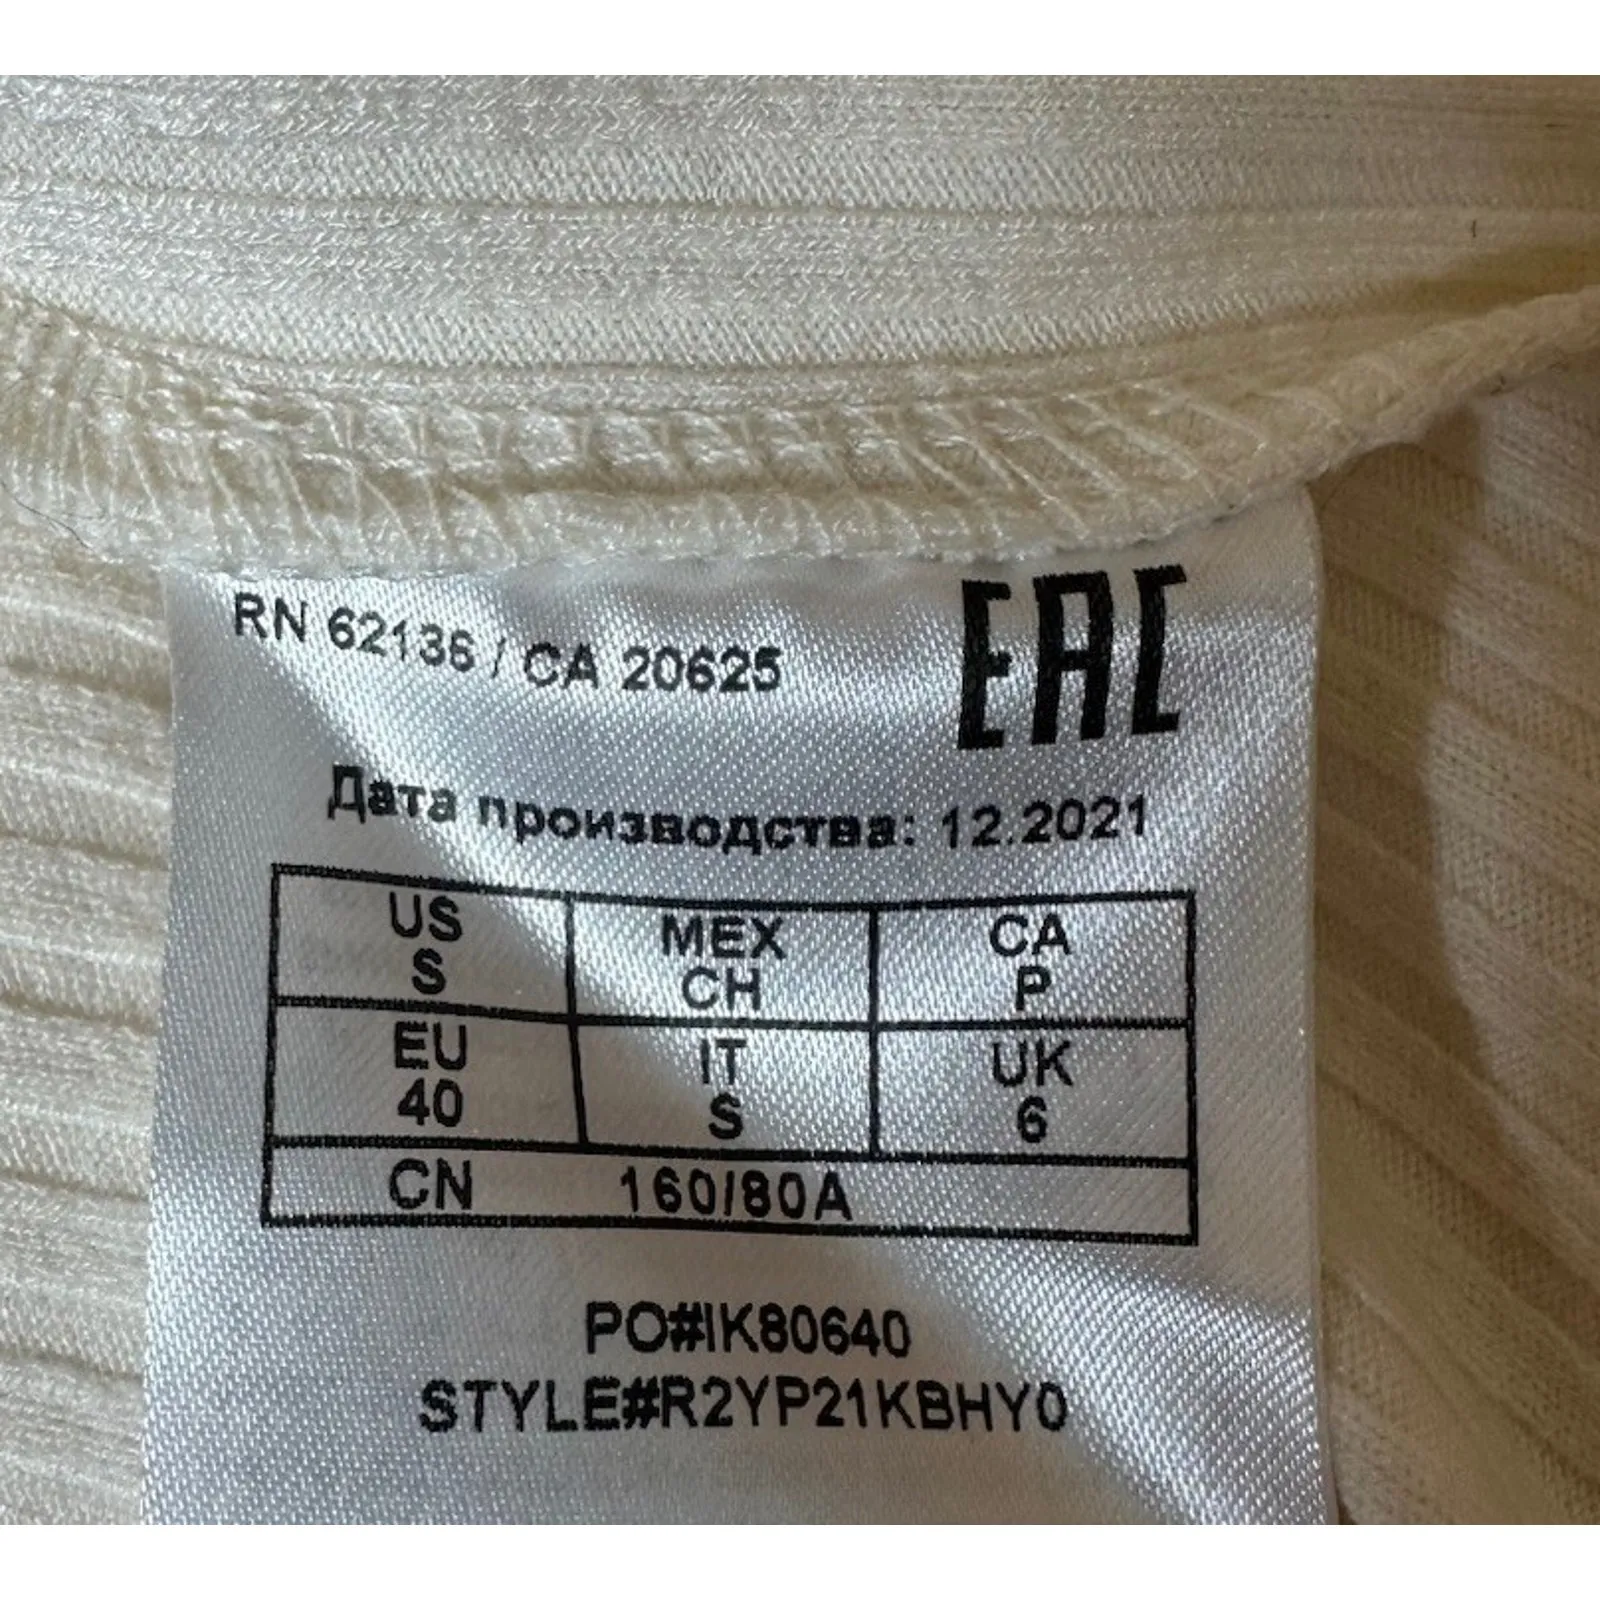 RN 62136 / CA 20625
EAC
Дата производства: 12.2021
US MEX CA
S CH P
EU IT UK
40 S 6
CN 160/80A
PO#IK80640
STYLE#R2YP21KBHY0